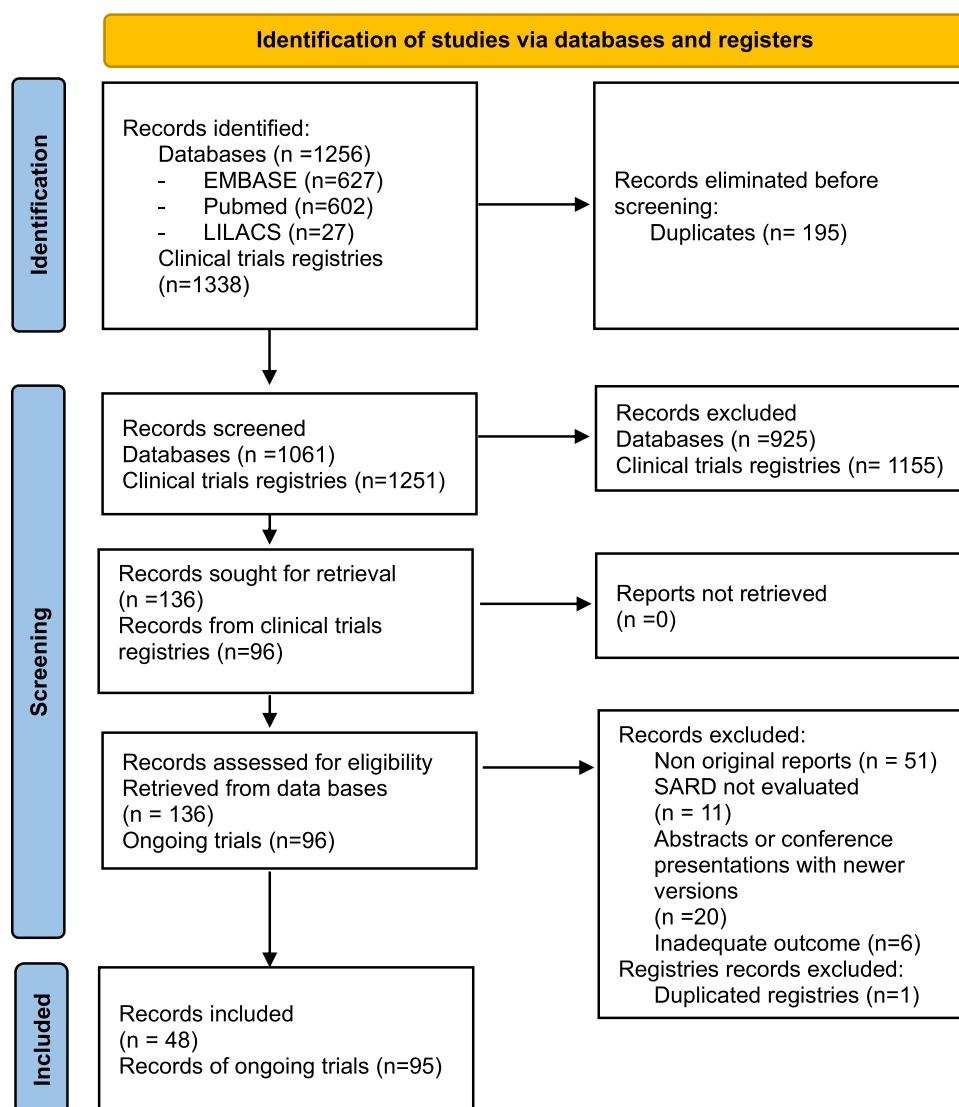 Identification of studies via databases and registers
Identification
Records identified:
Databases (n =1256)
- EMBASE (n=627)
- Pubmed (n=602)
- LILACS (n=27)
Clinical trials registries
(n=1338)
Records eliminated before
screening:
Duplicates (n= 195)
Screening
Records screened
Databases (n =1061)
Clinical trials registries (n=1251)
Records excluded
Databases (n =925)
Clinical trials registries (n= 1155)
Records sought for retrieval
(n =136)
Records from clinical trials
registries (n=96)
Reports not retrieved
(n =0)
Records assessed for eligibility
Retrieved from data bases
(n = 136)
Ongoing trials (n=96)
Records excluded:
Non original reports (n = 51)
SARD not evaluated
(n = 11)
Abstracts or conference
presentations with newer
versions
(n =20)
Inadequate outcome (n=6)
Registries records excluded:
Duplicated registries (n=1)
Included
Records included
(n = 48)
Records of ongoing trials (n=95)